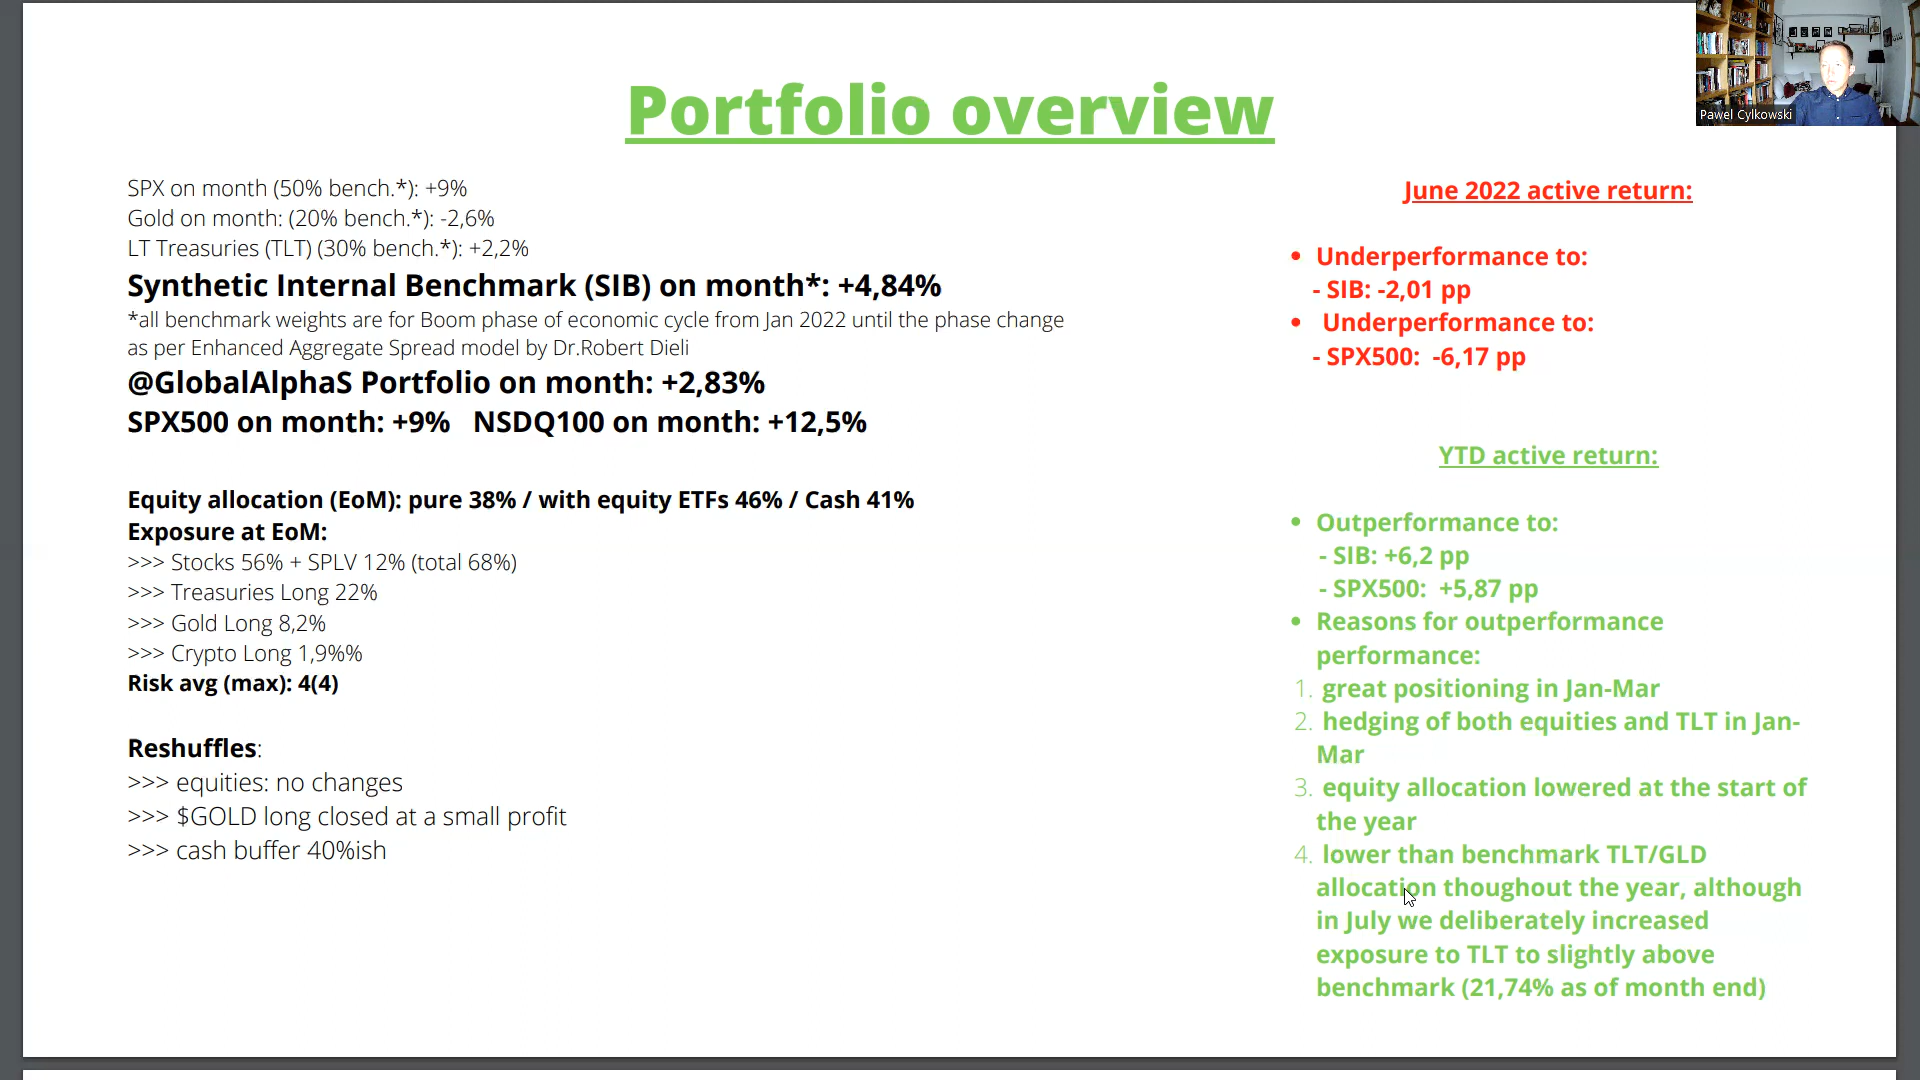 Portfolio overview
Pawel Cylkowski
SPX on month (50% bench.*): +9%
Gold on month: (20% bench.*): -2,6%
LT Treasuries (TLT) (30% bench.*): +2,2%
Synthetic Internal Benchmark (SIB) on month*: +4,84%
*all benchmark weights are for Boom phase of economic cycle from Jan 2022 until the phase change
as per Enhanced Aggregate Spread model by Dr.Robert Dieli
@GlobalAlphaS Portfolio on month: +2,83%
SPX500 on month: +9% NSDQ100 on month: +12,5%
Equity allocation (EoM): pure 38% / with equity ETFs 46% / Cash 41%
Exposure at EoM:
>>> Stocks 56% + SPLV 12% (total 68%)
>>> Treasuries Long 22%
>>> Gold Long 8,2%
>>> Crypto Long 1,9%%
Risk avg (max): 4(4)
Reshuffles:
>>> equities: no changes
>>> $GOLD long closed at a small profit
>>> cash buffer 40%ish
June 2022 active return:
• Underperformance to:
- SIB: -2,01 pp
• Underperformance to:
- SPX500: -6,17 pp
YTD active return:
• Outperformance to:
- SIB: +6,2 pp
- SPX500: +5,87 pp
• Reasons for outperformance
performance:
1. great positioning in Jan-Mar
2. hedging of both equities and TLT in Jan-
Mar
3. equity allocation lowered at the start of
the year
4. lower than benchmark TLT/GLD
allocation thoughout the year, although
in July we deliberately increased
exposure to TLT to slightly above
benchmark (21,74% as of month end)